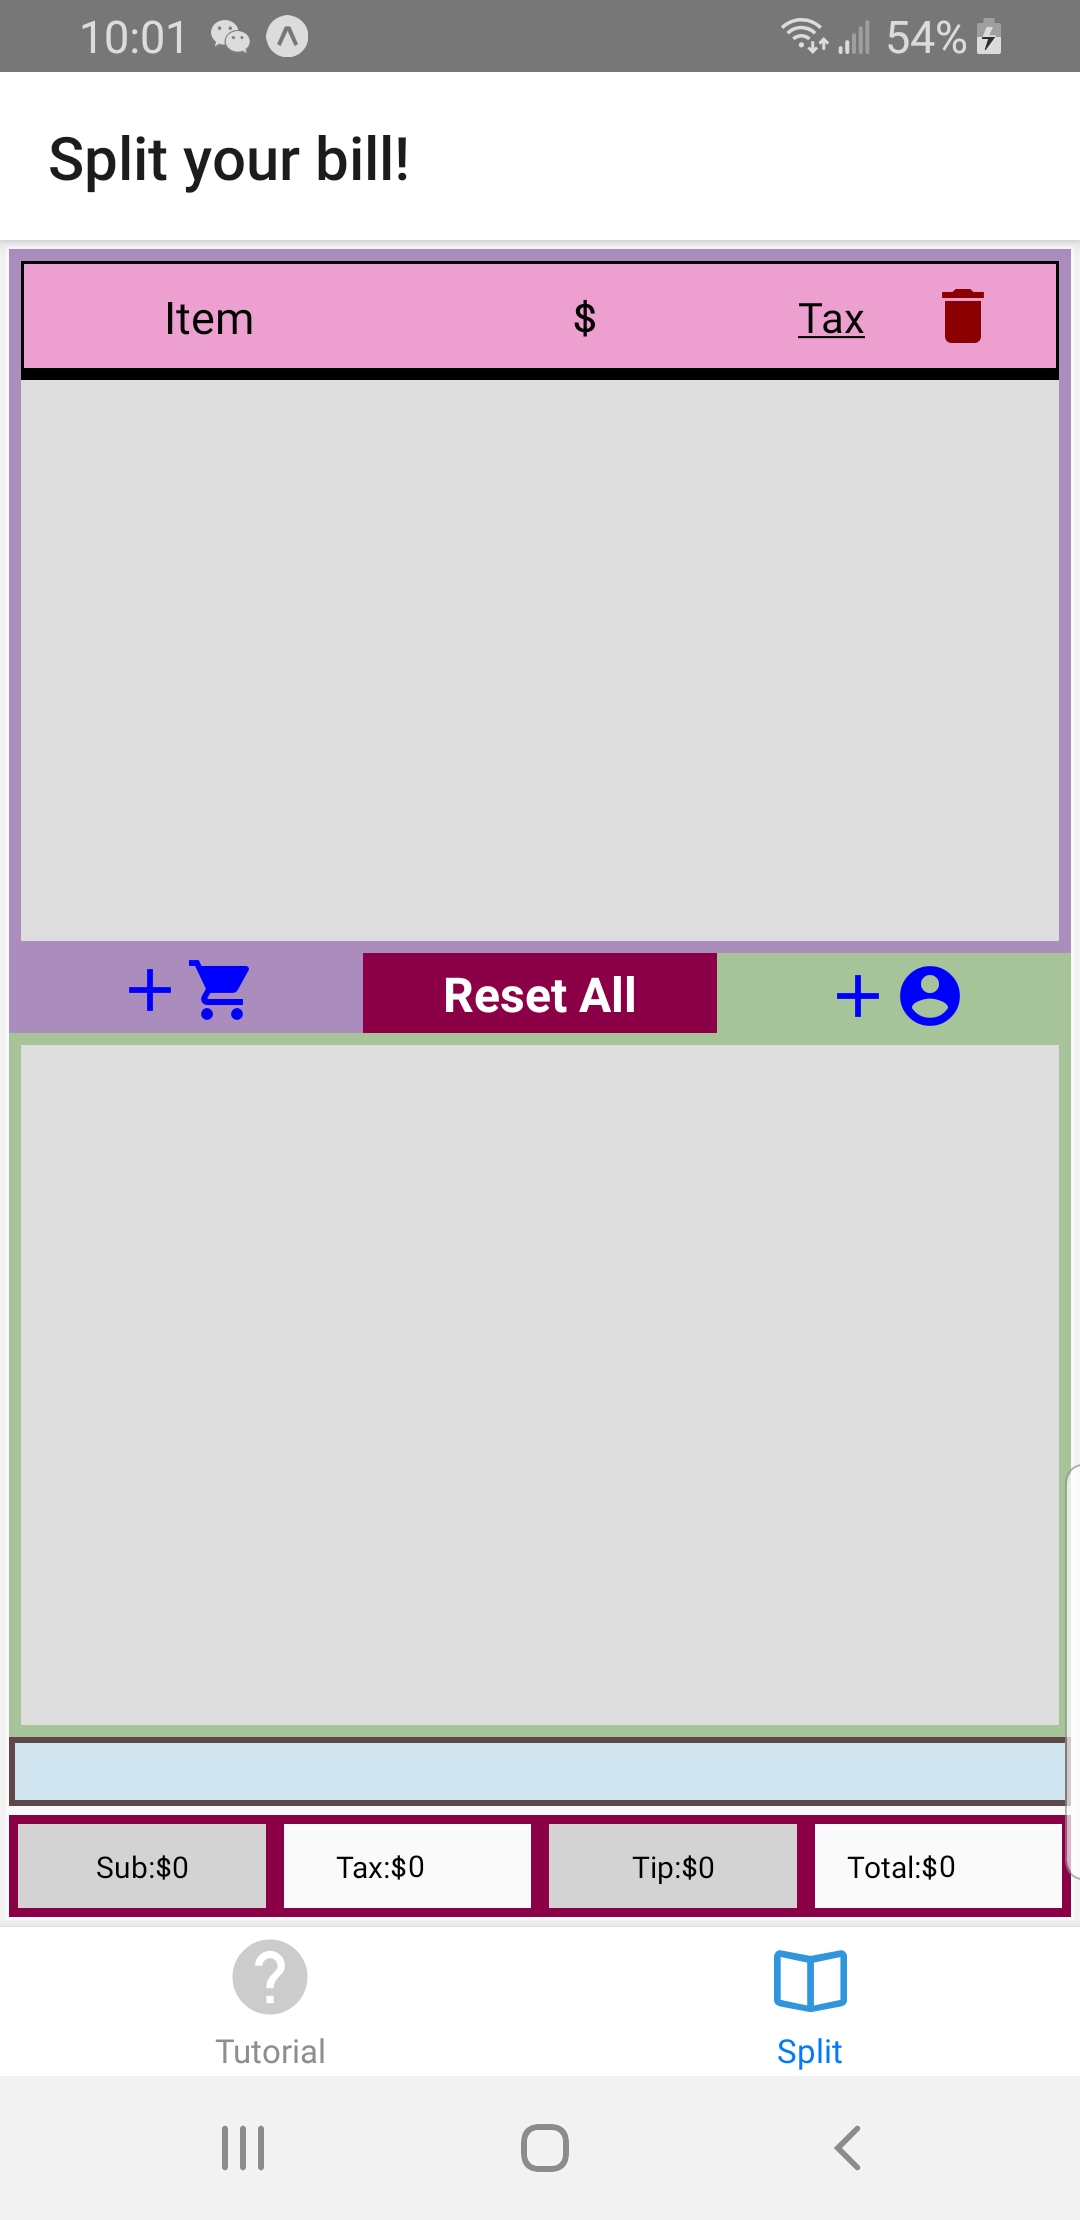 10:01 54%
Split your bill!
Item $ Tax
+ Reset All +
Sub:$0 Tax:$0 Tip:$0 Total:$0
Tutorial Split